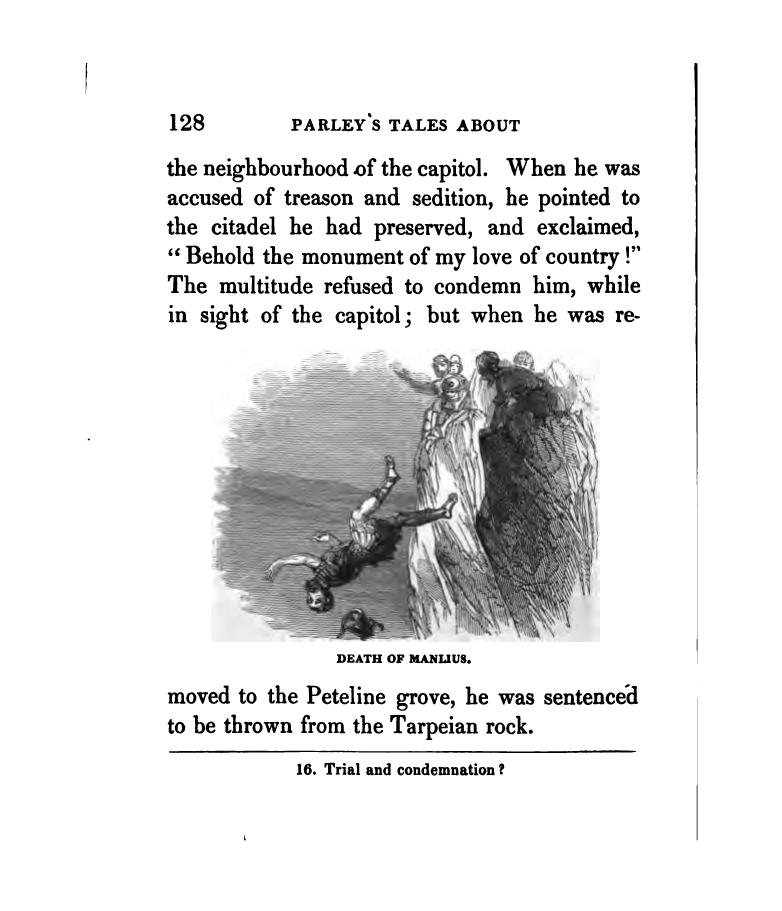 128 PARLEY'S TALES ABOUT
the neighbourhood of the capitol. When he was
accused of treason and sedition, he pointed to
the citadel he had preserved, and exclaimed,
“ Behold the monument of my love of country !”
The multitude refused to condemn him, while
in sight of the capitol; but when he was re-
DEATH OF MANLIUS.
moved to the Peteline grove, he was sentenced
to be thrown from the Tarpeian rock.
16. Trial and condemnation ?